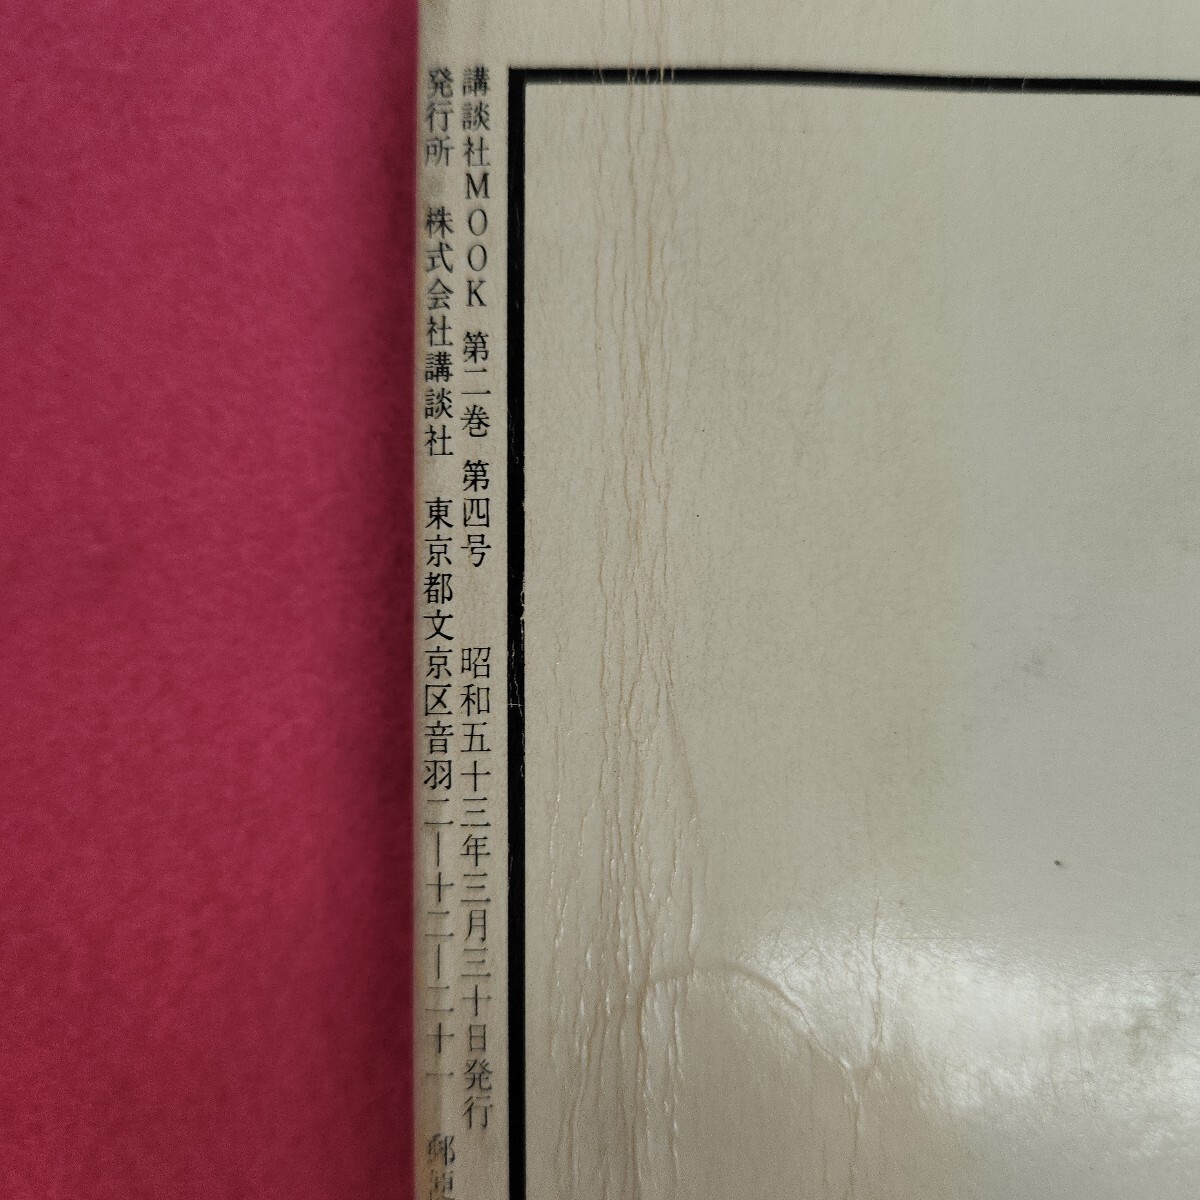 講談社MOOK 第二巻 第四号 昭和五十三年三月三十日発行
発行所 株式会社講談社 東京都文京区音羽二―十二―二十一 郵便